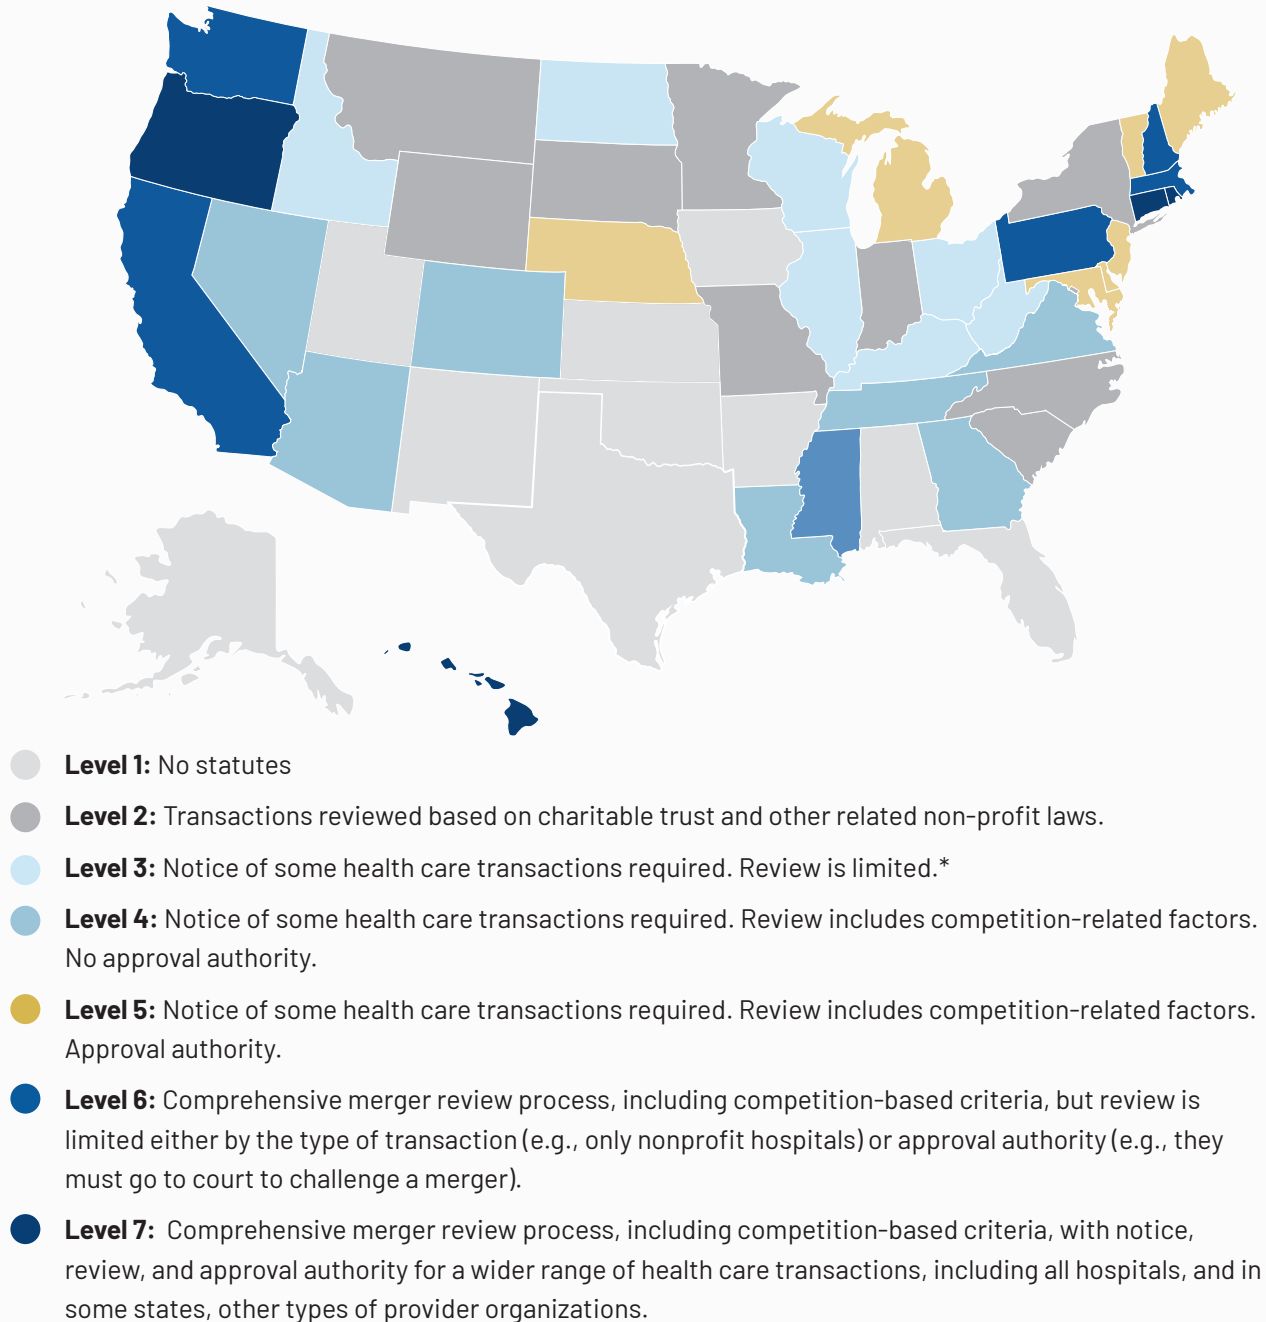 Level 1: No statutes
Level 2: Transactions reviewed based on charitable trust and other related non-profit laws.
Level 3: Notice of some health care transactions required. Review is limited.*
Level 4: Notice of some health care transactions required. Review includes competition-related factors.
No approval authority.
Level 5: Notice of some health care transactions required. Review includes competition-related factors.
Approval authority.
Level 6: Comprehensive merger review process, including competition-based criteria, but review is
limited either by the type of transaction (e.g., only nonprofit hospitals) or approval authority (e.g., they
must go to court to challenge a merger).
Level 7: Comprehensive merger review process, including competition-based criteria, with notice,
review, and approval authority for a wider range of health care transactions, including all hospitals, and in
some states, other types of provider organizations.